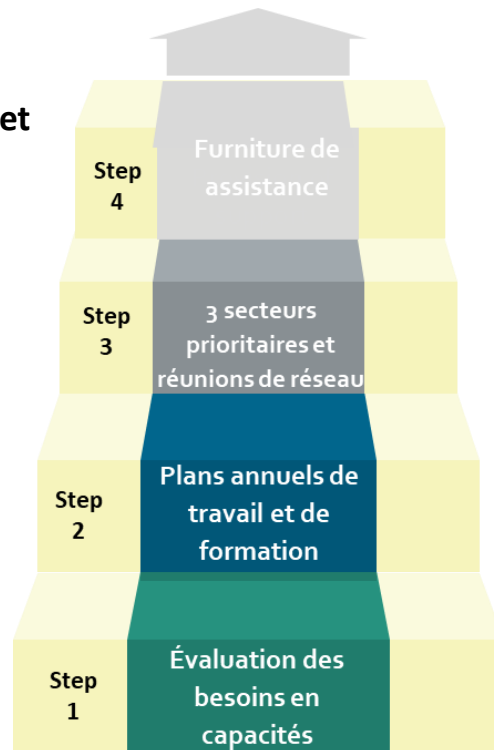 et
Step
4
Furniture de
assistance
Step
3
3 secteurs
prioritaires et
réunions de réseau
Step
2
Plans annuels de
travail et de
formation
Step
1
Évaluation des
besoins en
capacités